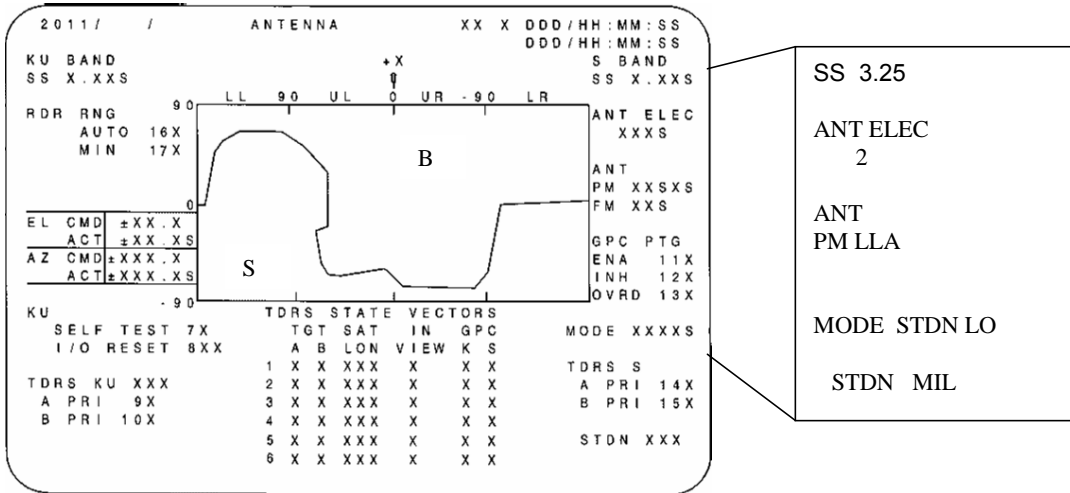 2011/ / ANTENNA XX X DDD/HH:MM:SS
DDD/HH:MM:SS
KU BAND +X S BAND
SS X.XXS SS X.XXS
LL 90 UL 0 UR -90 LR
90
RDR RNG ANT ELEC
AUTO 16X XXXS
MIN 17X
B
ANT
PM XXSXS
0 FM XXS
EL CMD ±XX.X
ACT ±XX.XS GPC PTG
AZ CMD ±XXX.X ENA 11X
ACT ±XXX.XS S INH 12X
OVRD 13X
-90
KU TDRS STATE VECTORS
SELF TEST 7X TGT SAT IN GPC MODE XXXXS
I/O RESET 8XX A B LON VIEW K S
1 X X XXX X X X TDRS S
TDRS KU XXX 2 X X XXX X X X A PRI 14X
A PRI 9X 3 X X XXX X X X B PRI 15X
B PRI 10X 4 X X XXX X X X
5 X X XXX X X X STDN XXX
6 X X XXX X X X
SS 3.25
ANT ELEC
2
ANT
PM LLA
MODE STDN LO
STDN MIL